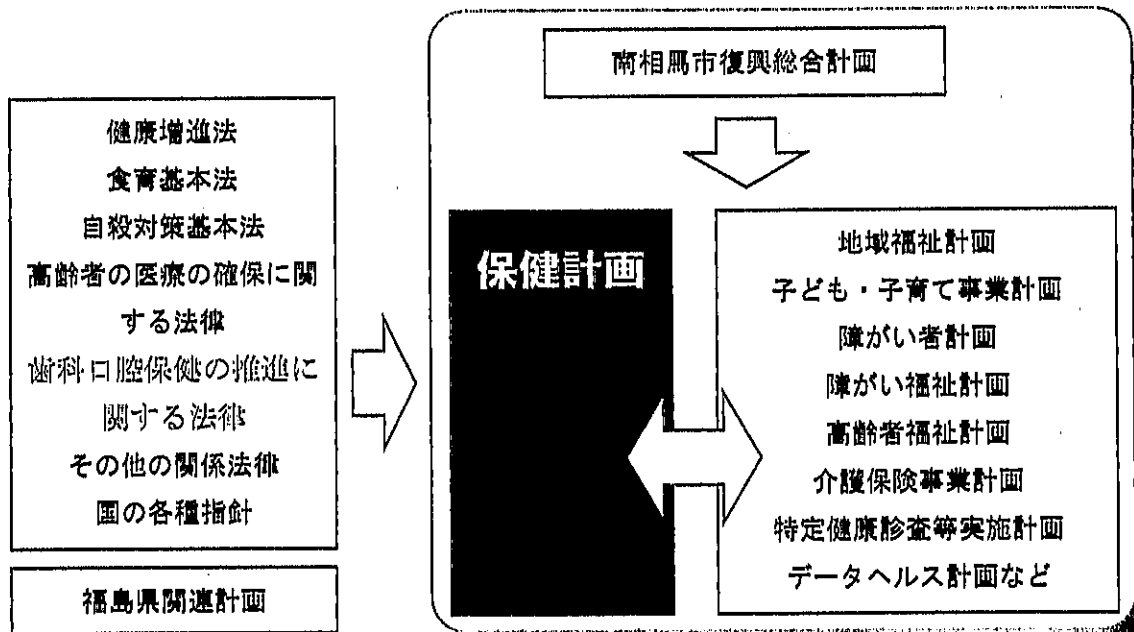 南相馬市復興総合計画
健康増進法
食育基本法
自殺対策基本法
高齢者の医療の確保に関
する法律
歯科口腔保健の推進に
関する法律
その他の関係法律
国の各種指針
福島県関連計画
保健計画
地域福祉計画
子ども・子育て事業計画
障がい者計画
障がい福祉計画
高齢者福祉計画
介護保険事業計画
特定健康診査等実施計画
データヘルス計画など